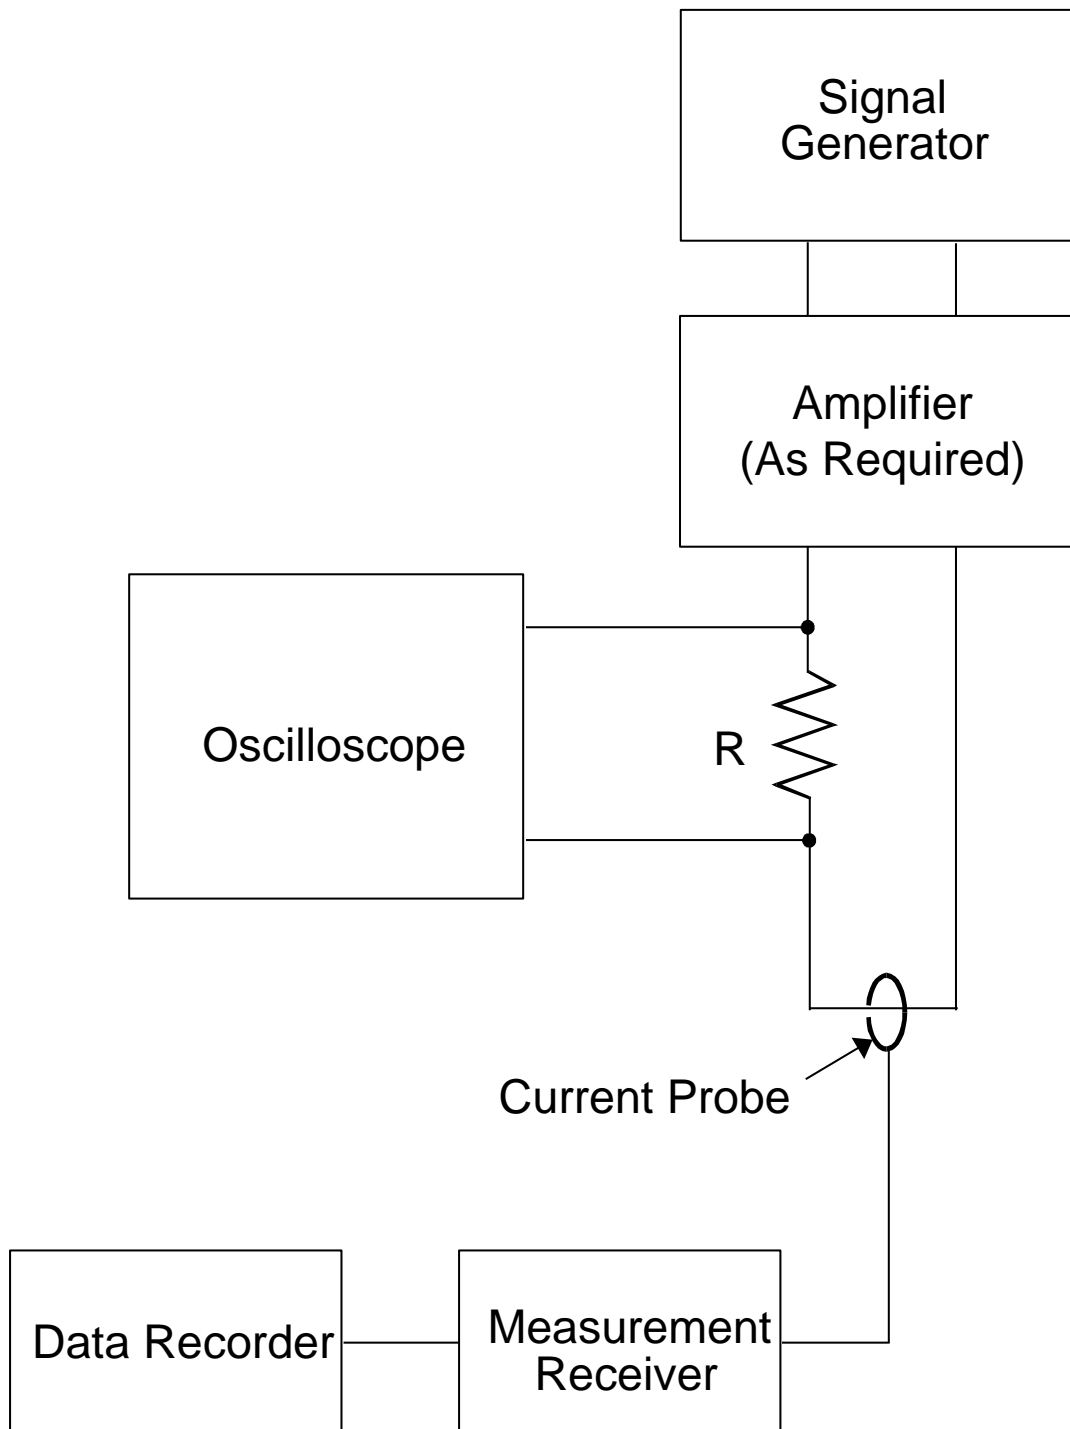 Signal
Generator
Amplifier
(As Required)
Oscilloscope
R
Current Probe
Data Recorder
Measurement
Receiver